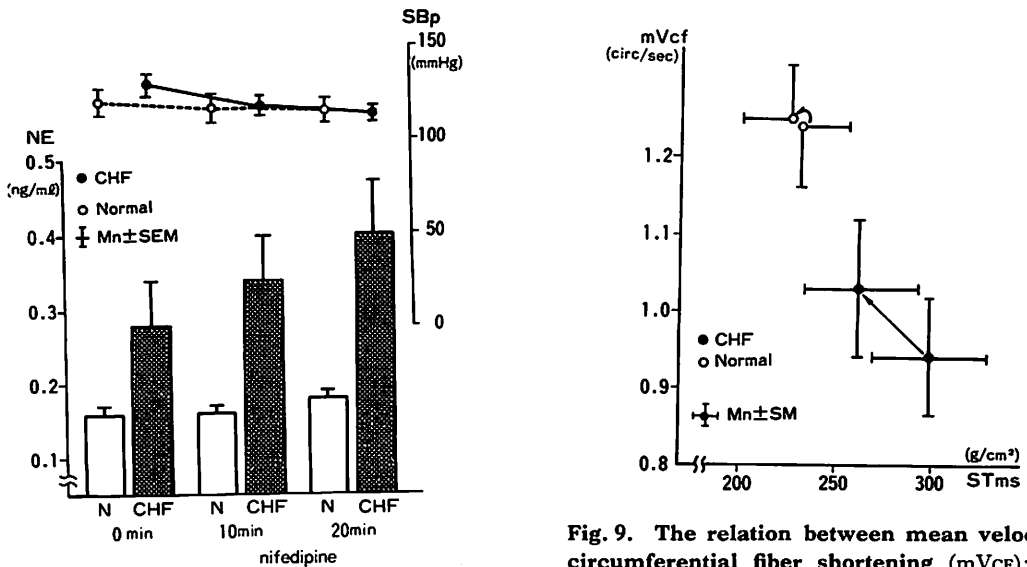 SBp
150
(mmHg)
100
50
0
NE
0.5
(ng/mℓ)
0.4
0.3
0.2
0.1
● CHF
○ Normal
Mn±SEM
N CHF N CHF N CHF
0 min 10min 20min
nifedipine
mVcf
(circ/sec)
1.2
1.1
1.0
0.9
0.8
● CHF
○ Normal
Mn±SM
(g/cm²)
200 250 300 STms
Fig. 9. The relation between mean veloc
circumferential fiber shortening (mVCF):